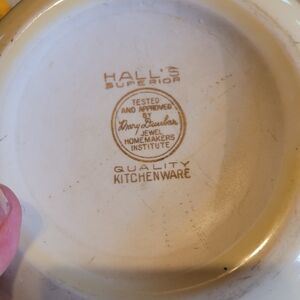 HALL'S
SUPERIOR
TESTED
AND APPROVED
BY
Mary Dunbar
JEWEL
HOMEMAKERS
INSTITUTE
QUALITY
KITCHENWARE